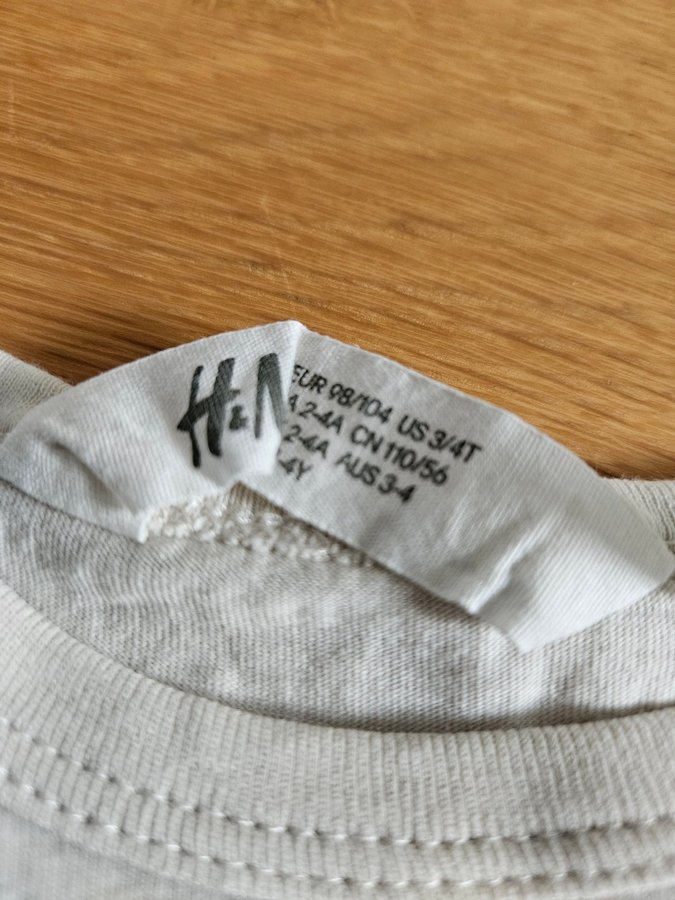 H&M
EUR 98/104 US 3/4T
2-4A CN 110/56
2-4A AUS 3-4
-4Y